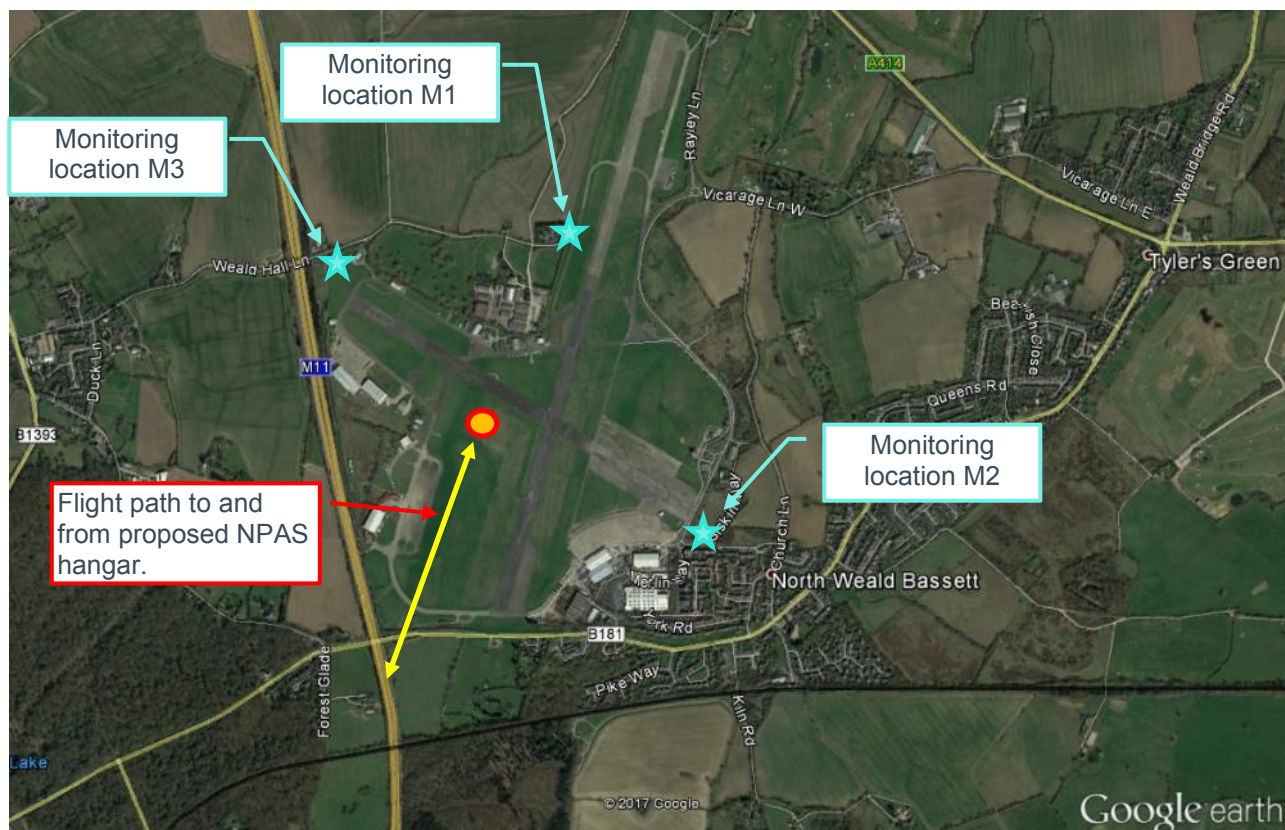 Monitoring
location M1
A414
Monitoring
location M3
Rayley Ln
Weald Bridge Rd
Vicarage Ln W
Vicarage Ln E
Weald Hall Ln
Tyler's Green
M11
Duck Ln
Queens Rd
Close
B1393
Monitoring
location M2
Flight path to and
from proposed NPAS
hangar.
Church Ln
North Weald Bassett
Merlin
Way
York Rd
B181
Forest Glade
Pike Way
Kiln Rd
Lake
© 2017 Google
Google earth